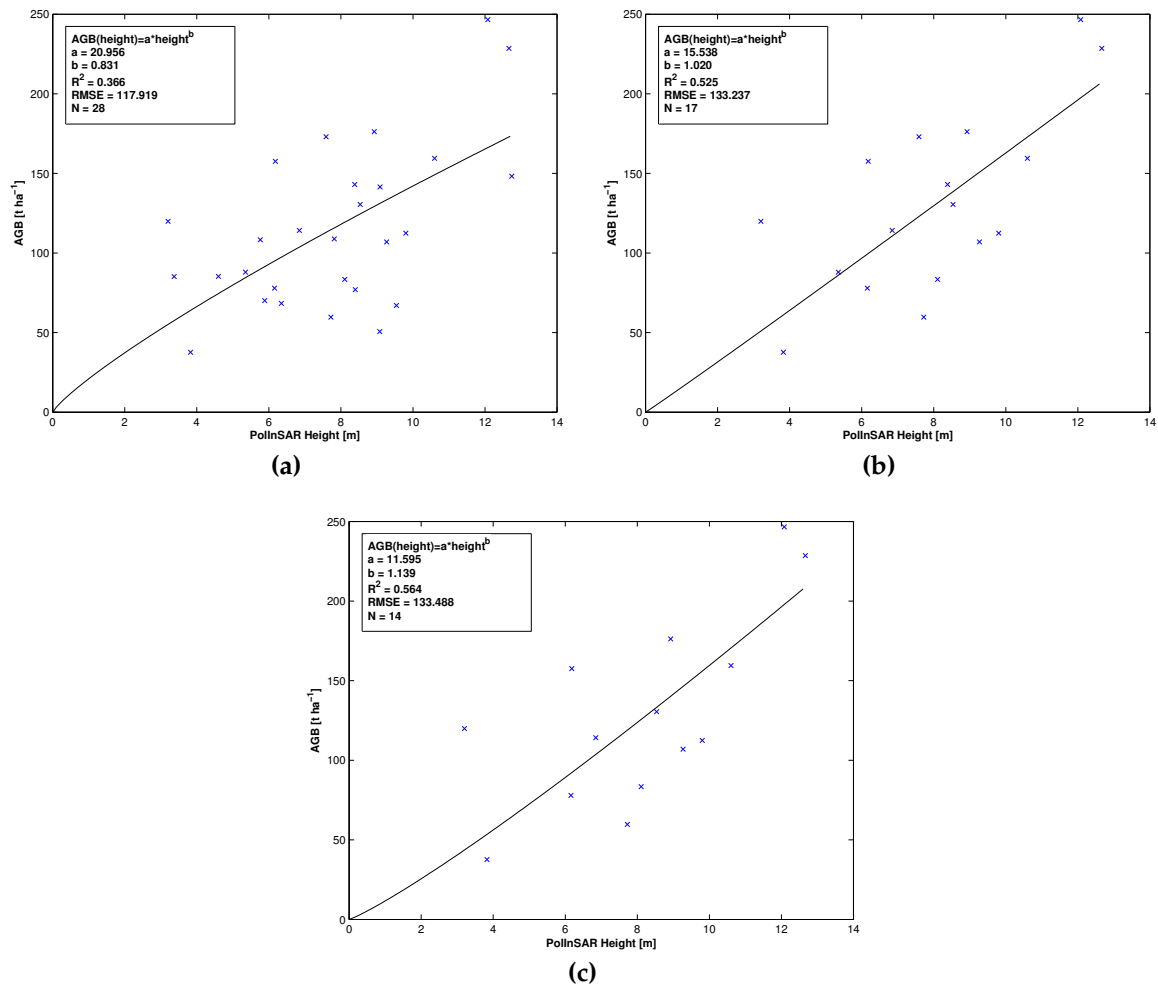 250
200
150
100
50
0
AGB [t ha⁻¹]
AGB(height)=a*height^b
a = 20.956
b = 0.831
R² = 0.366
RMSE = 117.919
N = 28
0 2 4 6 8 10 12 14
PolInSAR Height [m]
(a)
250
200
150
100
50
0
AGB [t ha⁻¹]
AGB(height)=a*height^b
a = 15.538
b = 1.020
R² = 0.525
RMSE = 133.237
N = 17
0 2 4 6 8 10 12 14
PolInSAR Height [m]
(b)
250
200
150
100
50
0
AGB [t ha⁻¹]
AGB(height)=a*height^b
a = 11.595
b = 1.139
R² = 0.564
RMSE = 133.488
N = 14
0 2 4 6 8 10 12 14
PolInSAR Height [m]
(c)